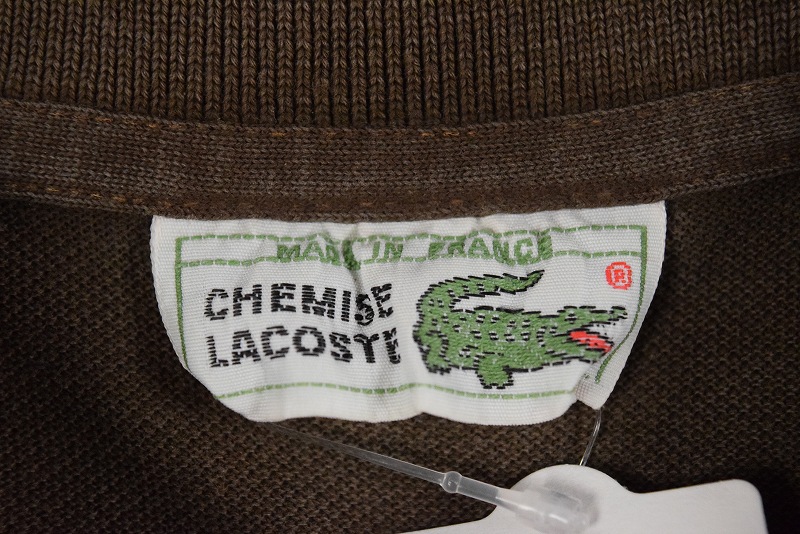 MADE IN FRANCE
CHEMISE
LACOSTE
®